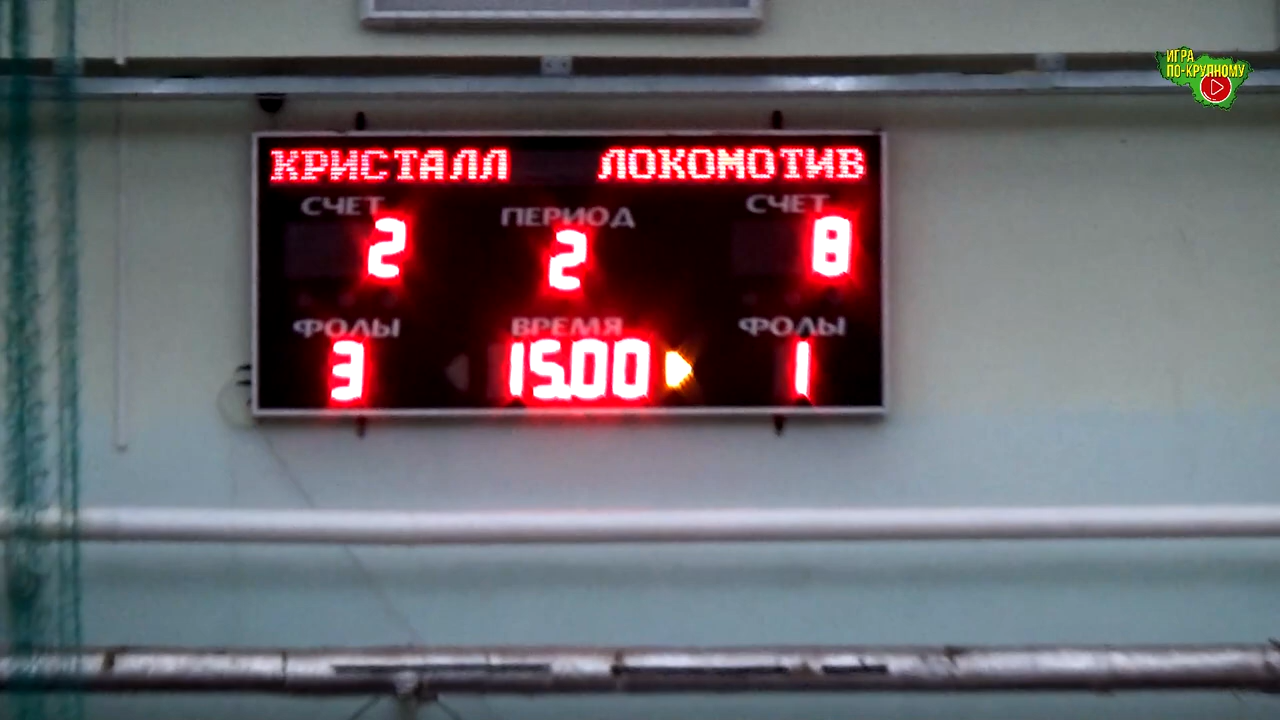 ИГРА
ПО-КРУПНОМУ
КРИСТАЛЛ ЛОКОМОТИВ
СЧЕТ ПЕРИОД СЧЕТ
2 2 8
ФОЛЫ ВРЕМЯ ФОЛЫ
3 15.00 1